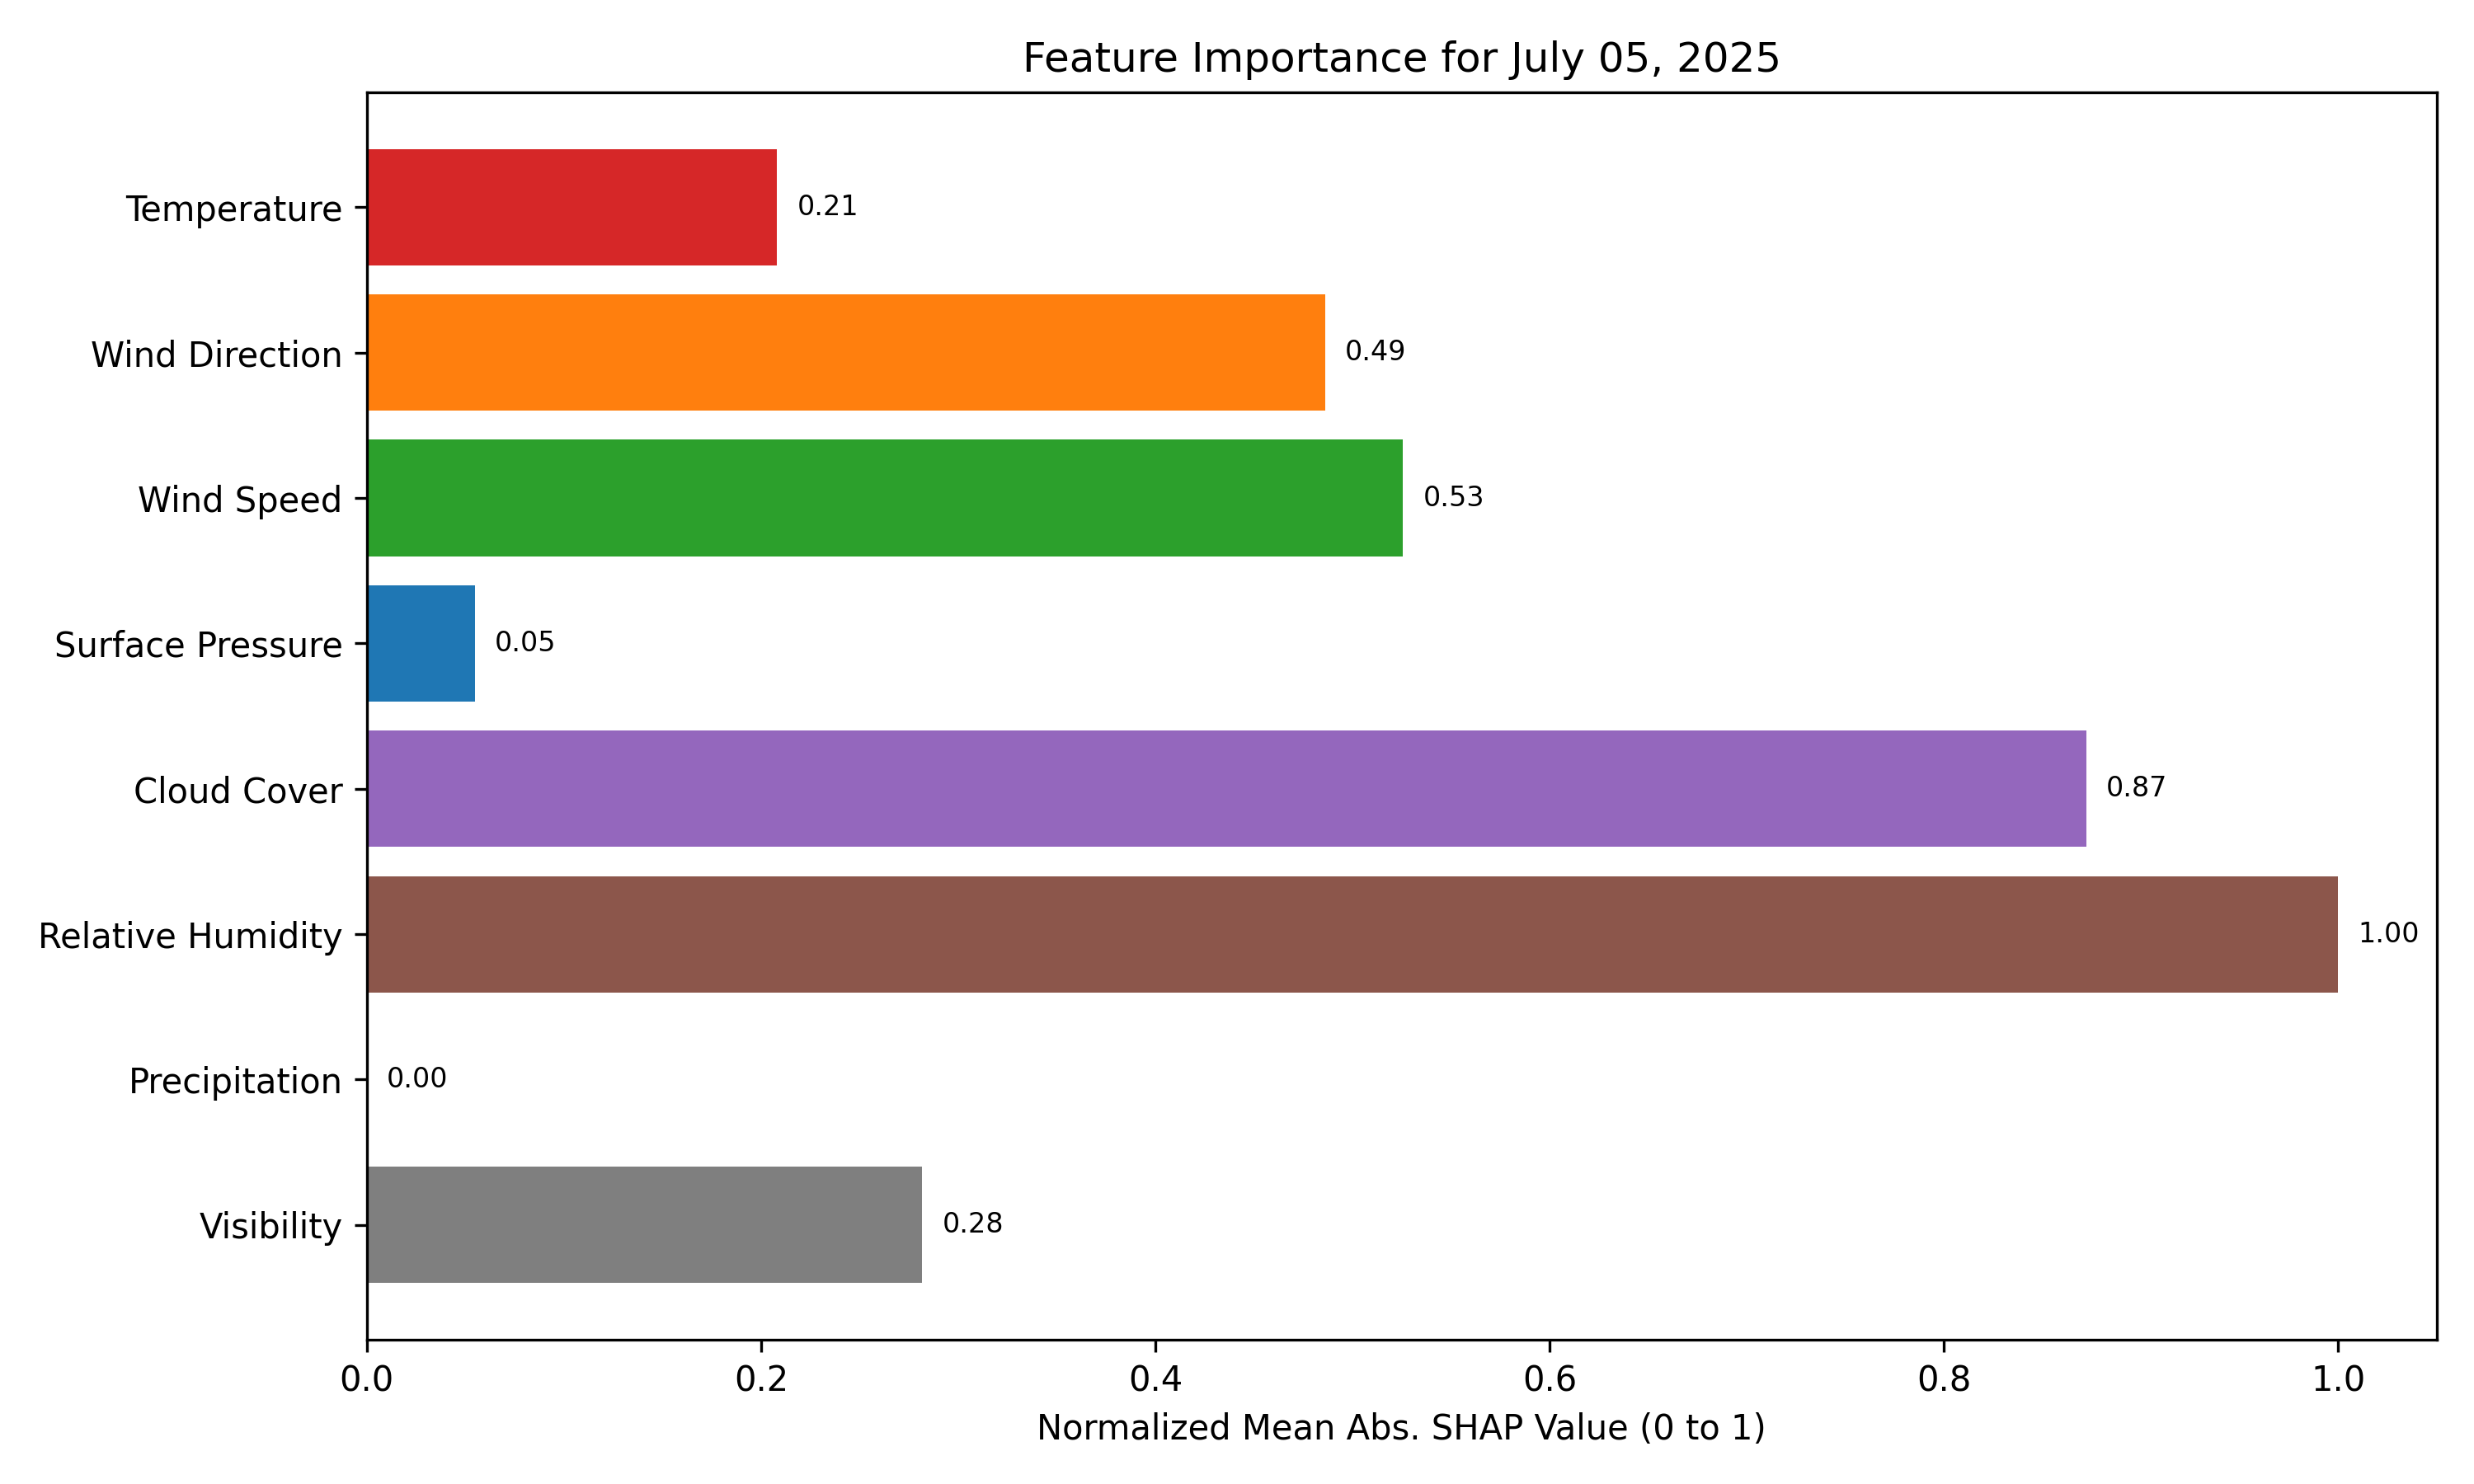 Feature Importance for July 05, 2025
Temperature 0.21
Wind Direction 0.49
Wind Speed 0.53
Surface Pressure 0.05
Cloud Cover 0.87
Relative Humidity 1.00
Precipitation 0.00
Visibility 0.28
0.0 0.2 0.4 0.6 0.8 1.0
Normalized Mean Abs. SHAP Value (0 to 1)